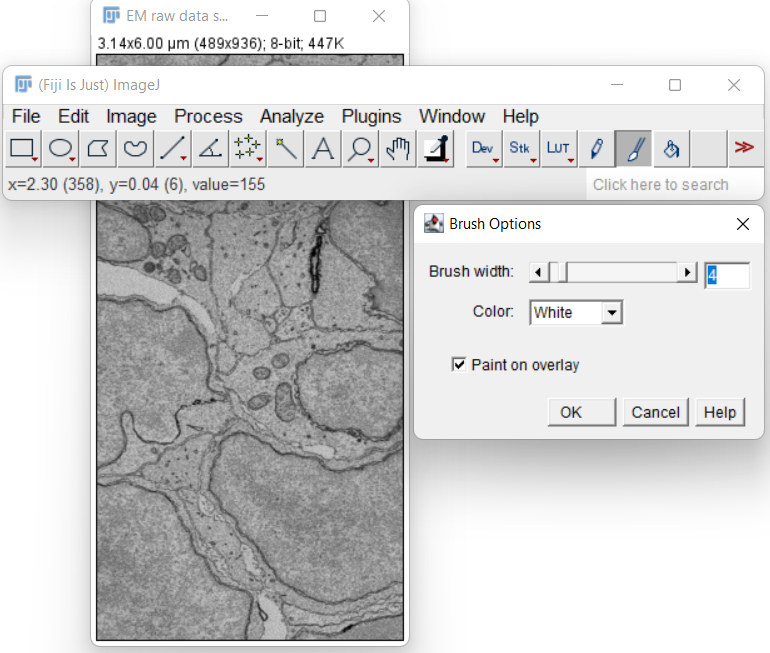 EM raw data s...
3.14x6.00 µm (489x936); 8-bit; 447K
(Fiji Is Just) ImageJ
File Edit Image Process Analyze Plugins Window Help
A Dev Stk LUT >>
x=2.30 (358), y=0.04 (6), value=155
Click here to search
Brush Options
Brush width: 4
Color: White
Paint on overlay
OK Cancel Help